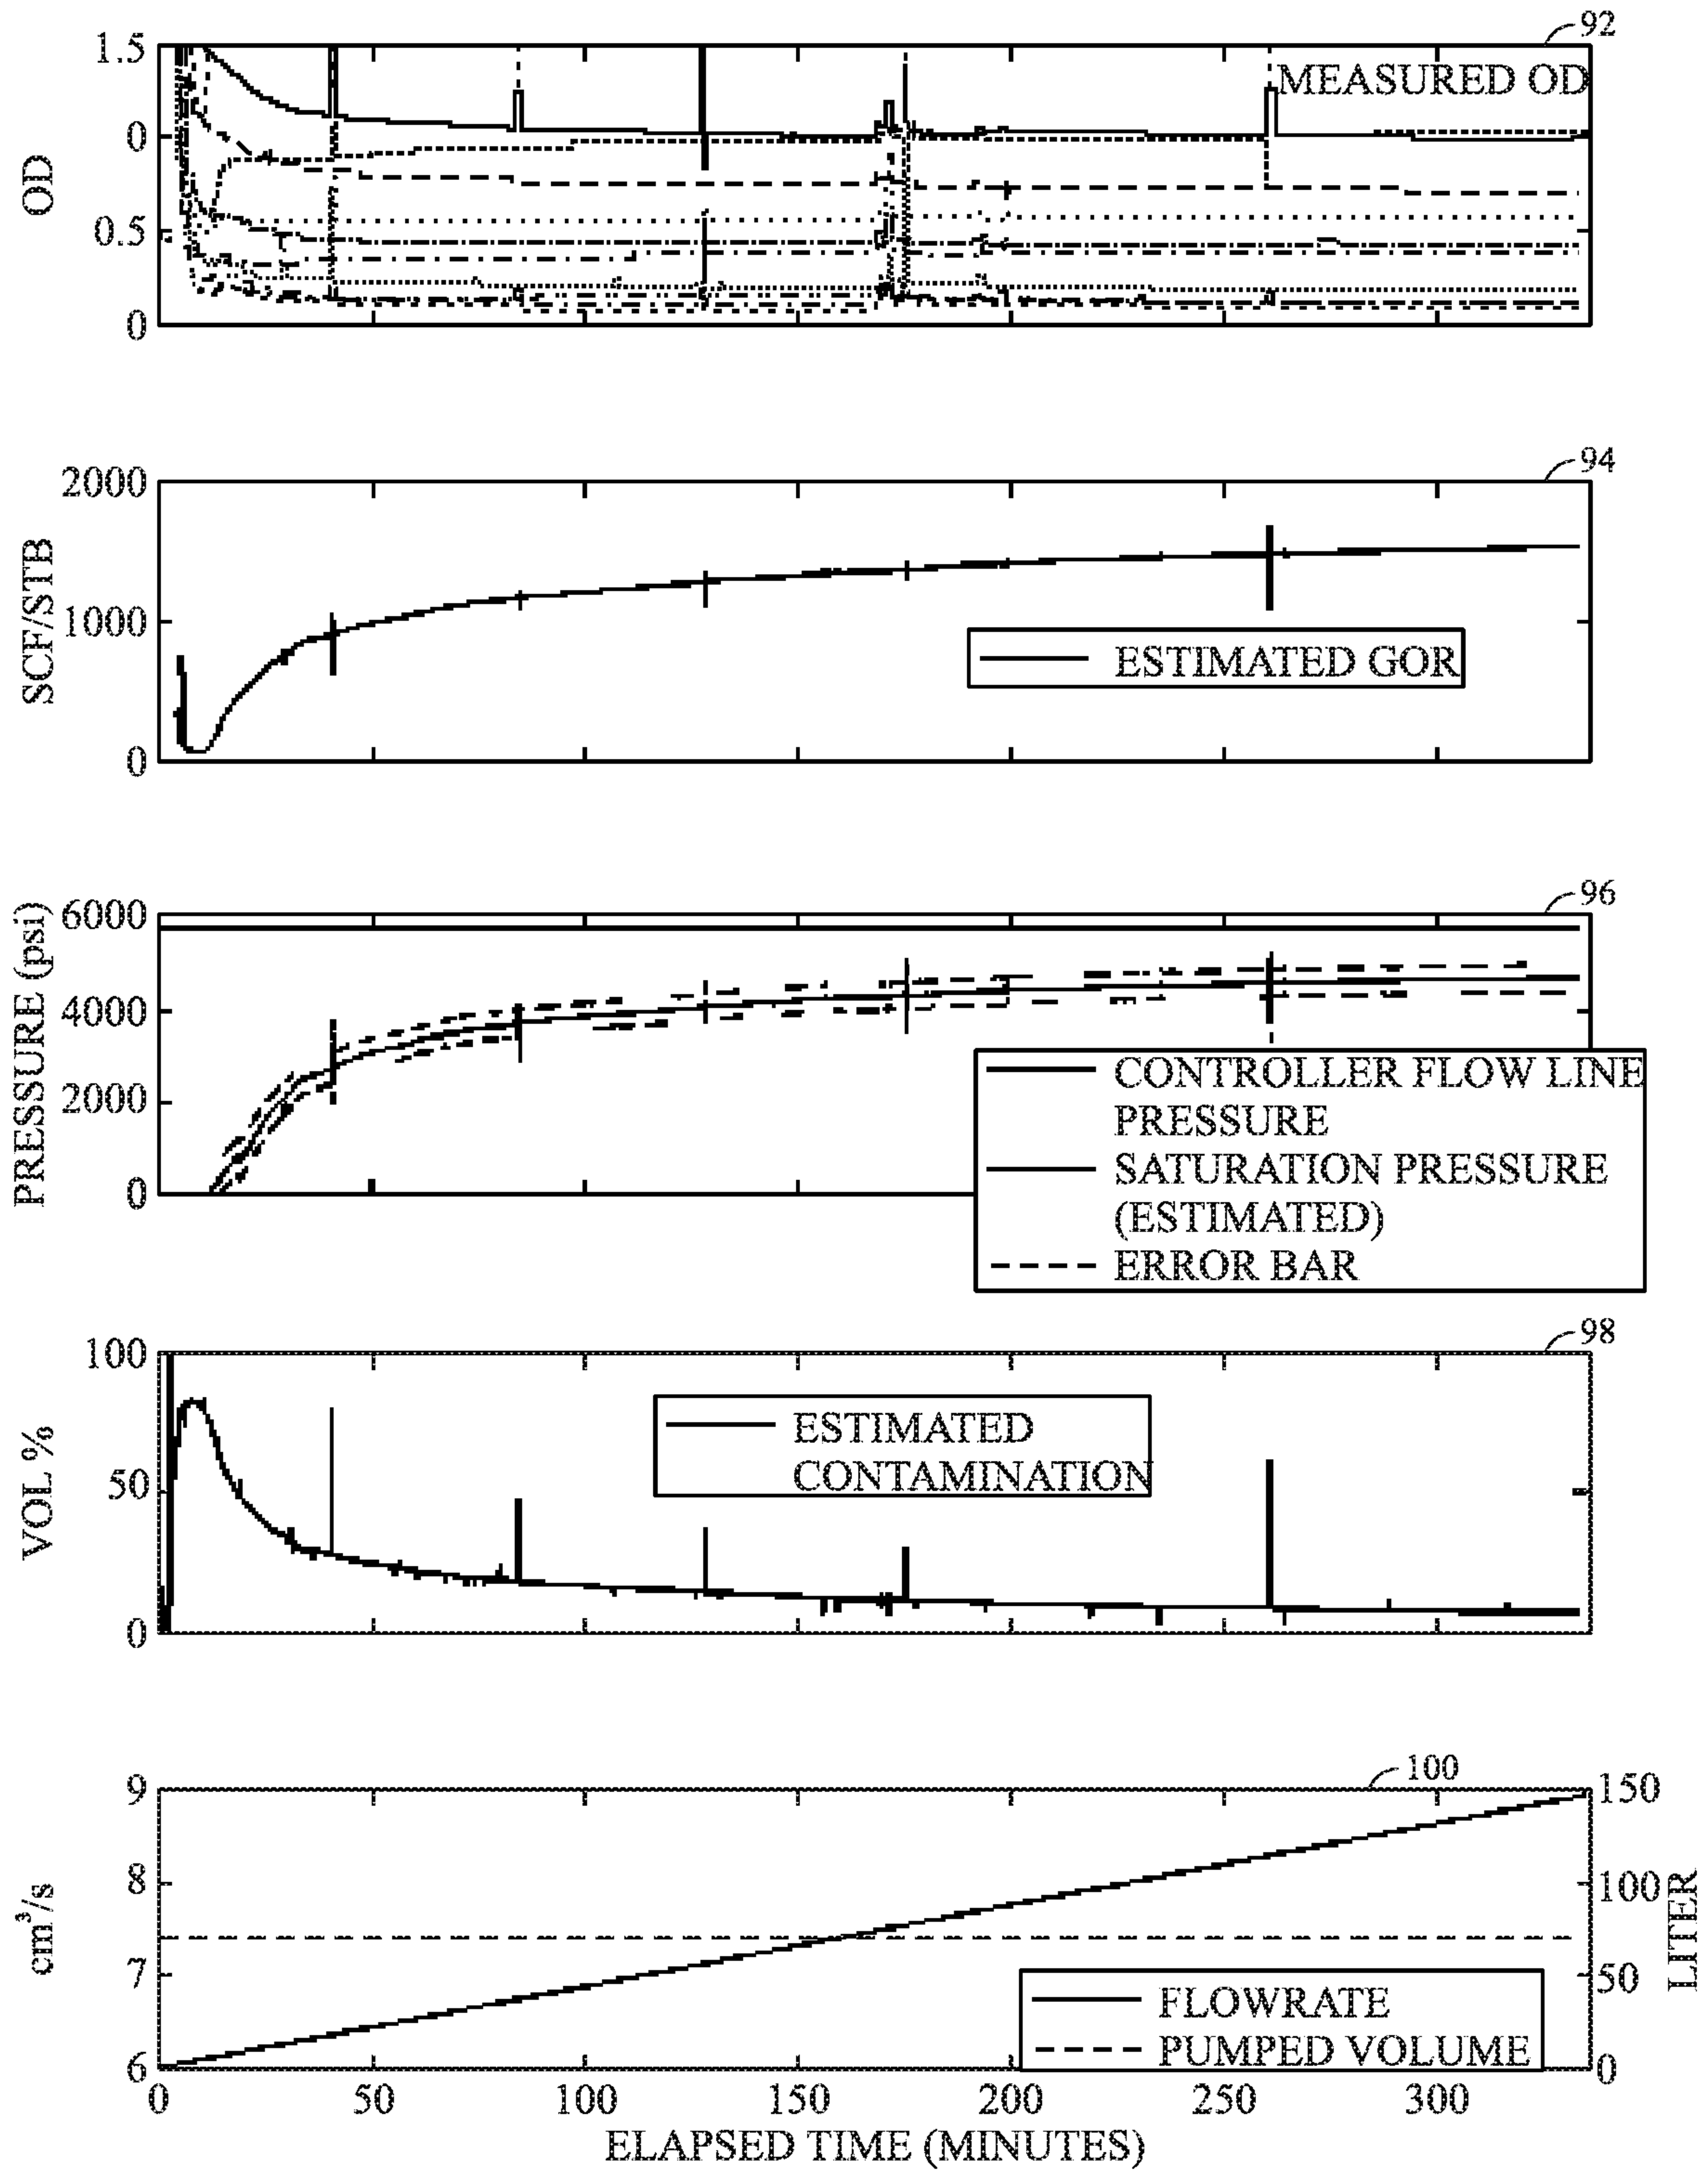 92
1.5
MEASURED OD
0
OD
0.5
0
94
2000
SCF/STB
1000
ESTIMATED GOR
0
96
6000
PRESSURE (psi)
4000
2000
0
CONTROLLER FLOW LINE
PRESSURE
SATURATION PRESSURE
(ESTIMATED)
ERROR BAR
98
100
VOL %
50
0
ESTIMATED
CONTAMINATION
100
9
150
8
100
cm³/s
LITER
7
50
FLOWRATE
PUMPED VOLUME
6
0
0 50 100 150 200 250 300
ELAPSED TIME (MINUTES)